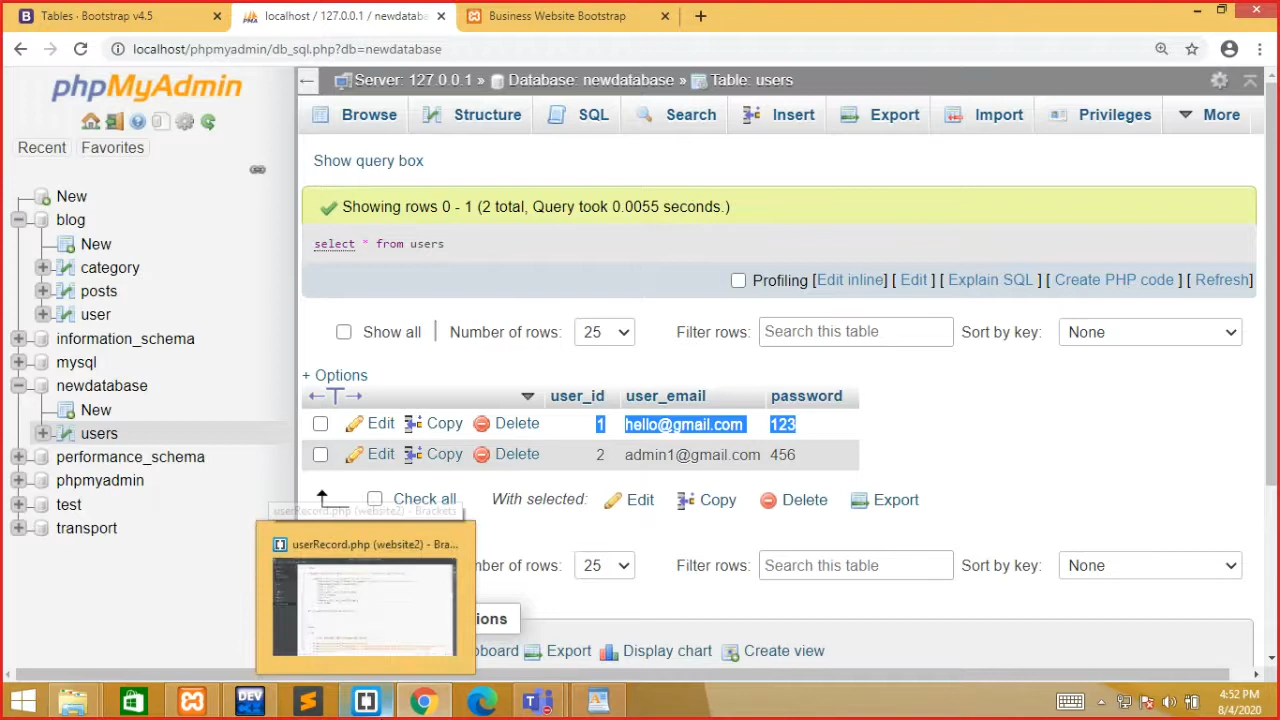 Tables · Bootstrap v4.5
localhost / 127.0.0.1 / newdataba
Business Website Bootstrap
localhost/phpmyadmin/db_sql.php?db=newdatabase
phpMyAdmin
Recent Favorites
New
blog
New
category
posts
user
information_schema
mysql
newdatabase
New
users
performance_schema
phpmyadmin
test
transport
Server: 127.0.0.1 » Database: newdatabase » Table: users
Browse Structure SQL Search Insert Export Import Privileges More
Show query box
Showing rows 0 - 1 (2 total, Query took 0.0055 seconds.)
select * from users
Profiling [Edit inline] [ Edit ] [ Explain SQL ] [ Create PHP code ] [ Refresh]
Show all | Number of rows: 25 Filter rows: Search this table Sort by key: None
+ Options
←T→ user_id user_email password
Edit Copy Delete 1 hello@gmail.com 123
Edit Copy Delete 2 admin1@gmail.com 456
Check all With selected: Edit Copy Delete Export
userRecord.php (website2) - Brackets
userRecord.php (website2) - Bra...
mber of rows: 25 Filter rows: Search this table Sort by key: None
ions
board Export Display chart Create view
DEV
4:52 PM
8/4/2020